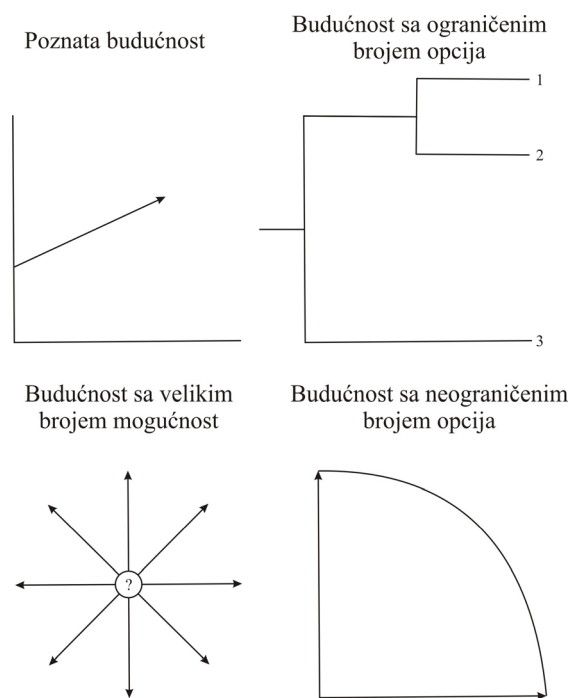 Poznata budućnost
Budućnost sa ograničenim
brojem opcija
1
2
3
Budućnost sa velikim
brojem mogućnost
?
Budućnost sa neograničenim
brojem opcija